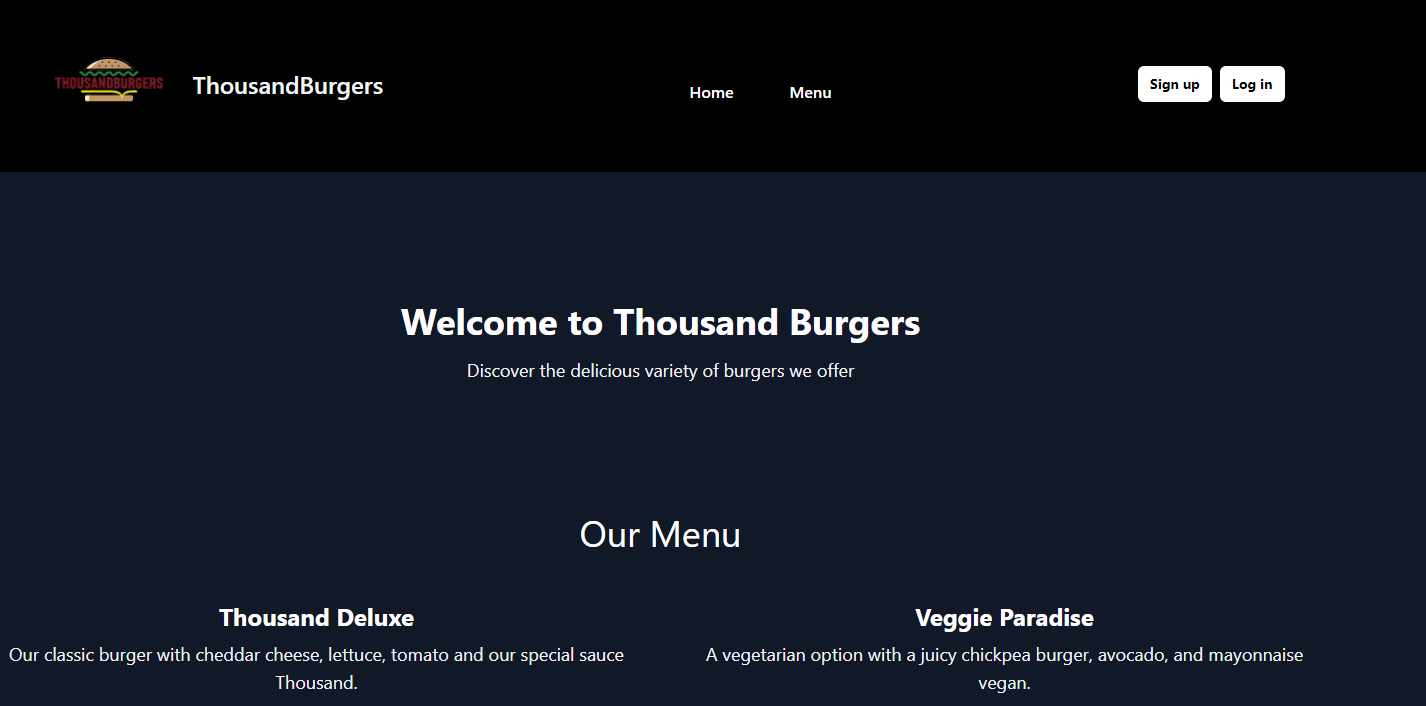 THOUSANDBURGERS
ThousandBurgers
Home
Menu
Sign up
Log in
Welcome to Thousand Burgers
Discover the delicious variety of burgers we offer
Our Menu
Thousand Deluxe
Our classic burger with cheddar cheese, lettuce, tomato and our special sauce
Thousand.
Veggie Paradise
A vegetarian option with a juicy chickpea burger, avocado, and mayonnaise
vegan.